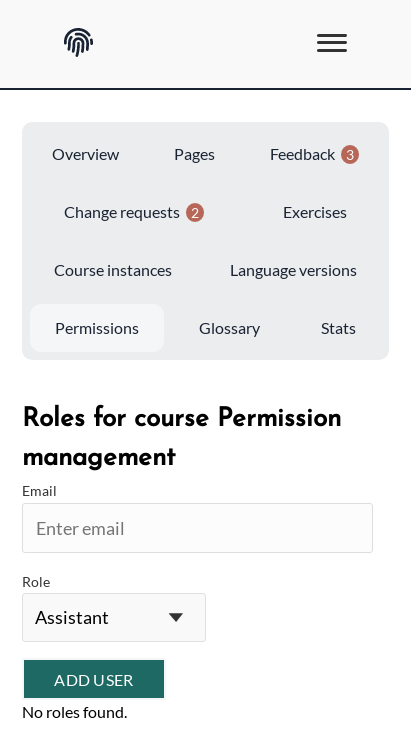 Overview Pages Feedback 3
Change requests 2 Exercises
Course instances Language versions
Permissions Glossary Stats
Roles for course Permission
management
Email
Enter email
Role
Assistant
ADD USER
No roles found.